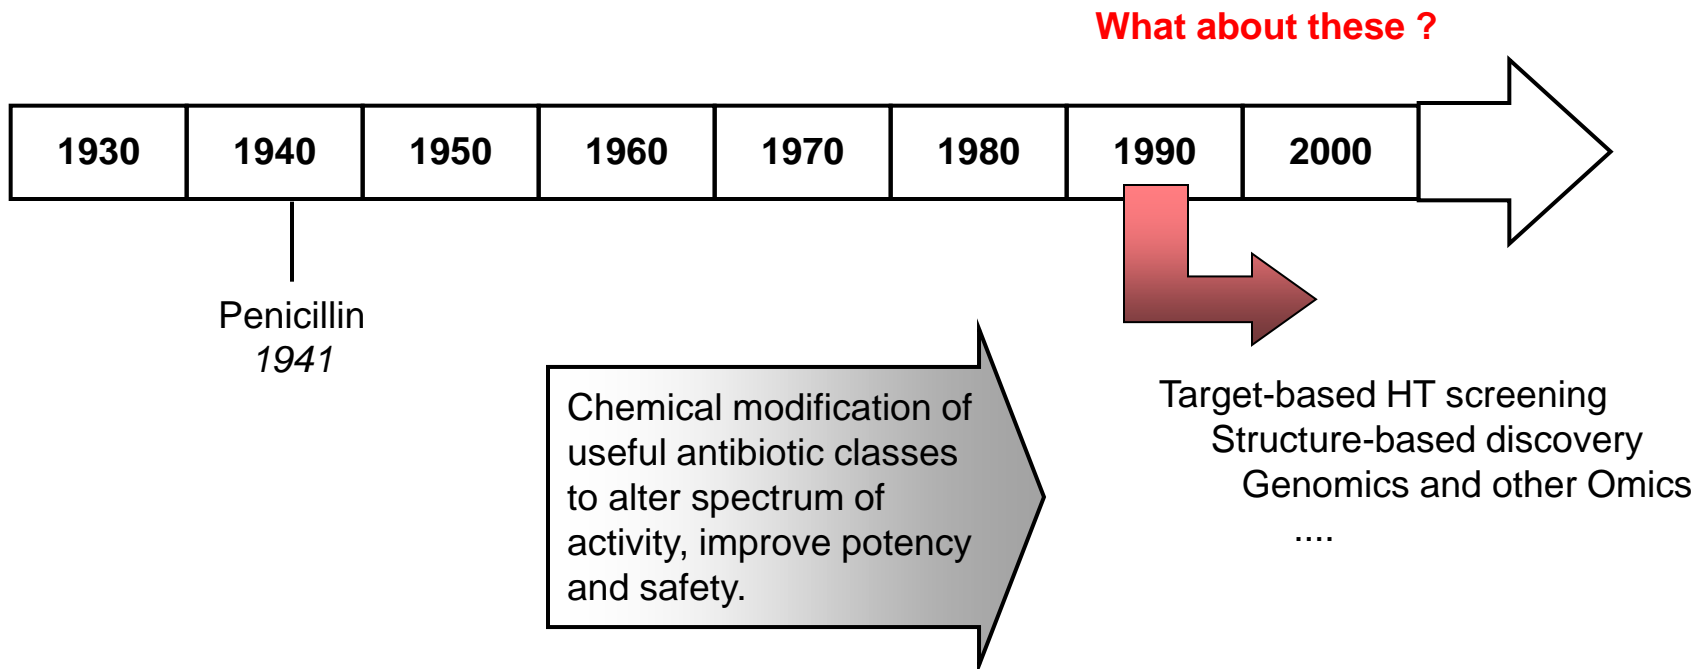 What about these ?
1930 1940 1950 1960 1970 1980 1990 2000
Penicillin
1941
Chemical modification of
useful antibiotic classes
to alter spectrum of
activity, improve potency
and safety.
Target-based HT screening
Structure-based discovery
Genomics and other Omics
....